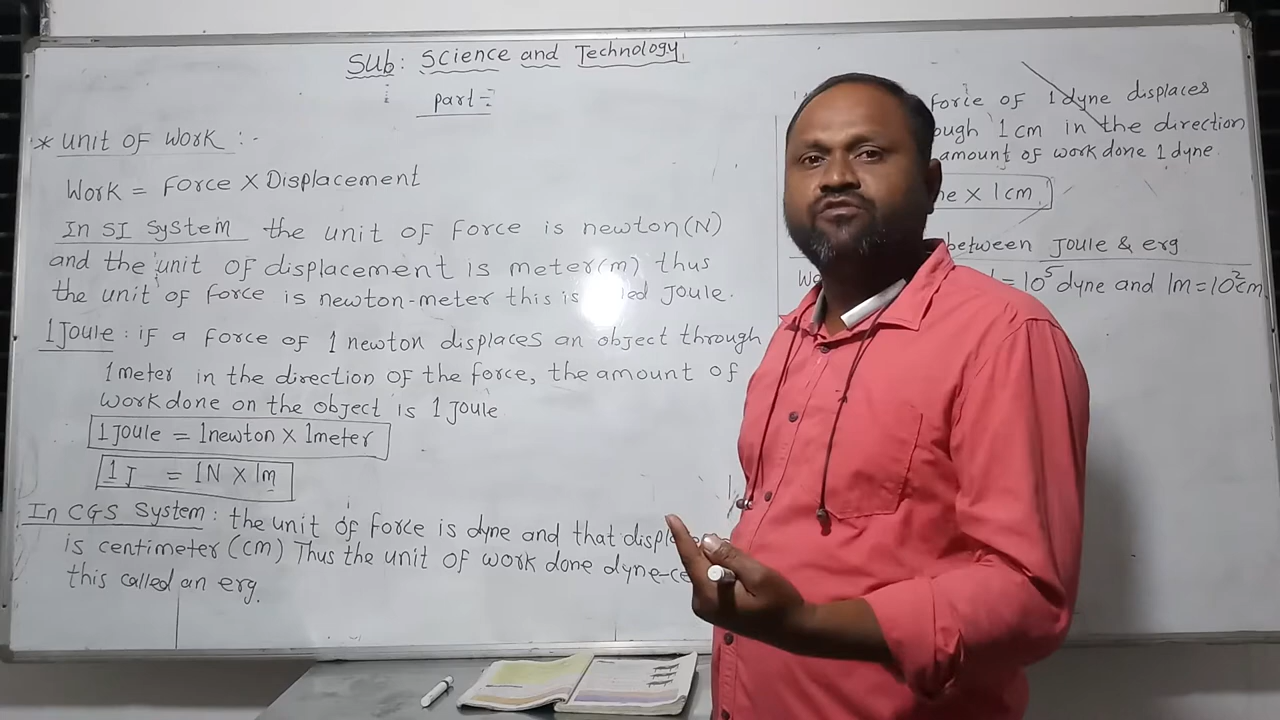 Sub: Science and Technology
Part-
* Unit of Work :-
Work = Force X Displacement
In SI System the unit of force is newton(N)
and the unit of displacement is meter(m) thus
the unit of force is newton-meter this is Joule.
1 Joule : if a force of 1 newton displaces an object through
1 meter in the direction of the force, the amount of
work done on the object is 1 Joule
1 Joule = 1newton X 1meter
1 J = 1N X 1m
In CGS System : the unit of force is dyne and that
is centimeter (cm) Thus the unit of work done
this called an erg.
force of 1 dyne displaces
1 cm in the direction
amount of work done 1 dyne.
X 1 cm
between Joule & erg
= 10⁵ dyne and 1m = 10²cm